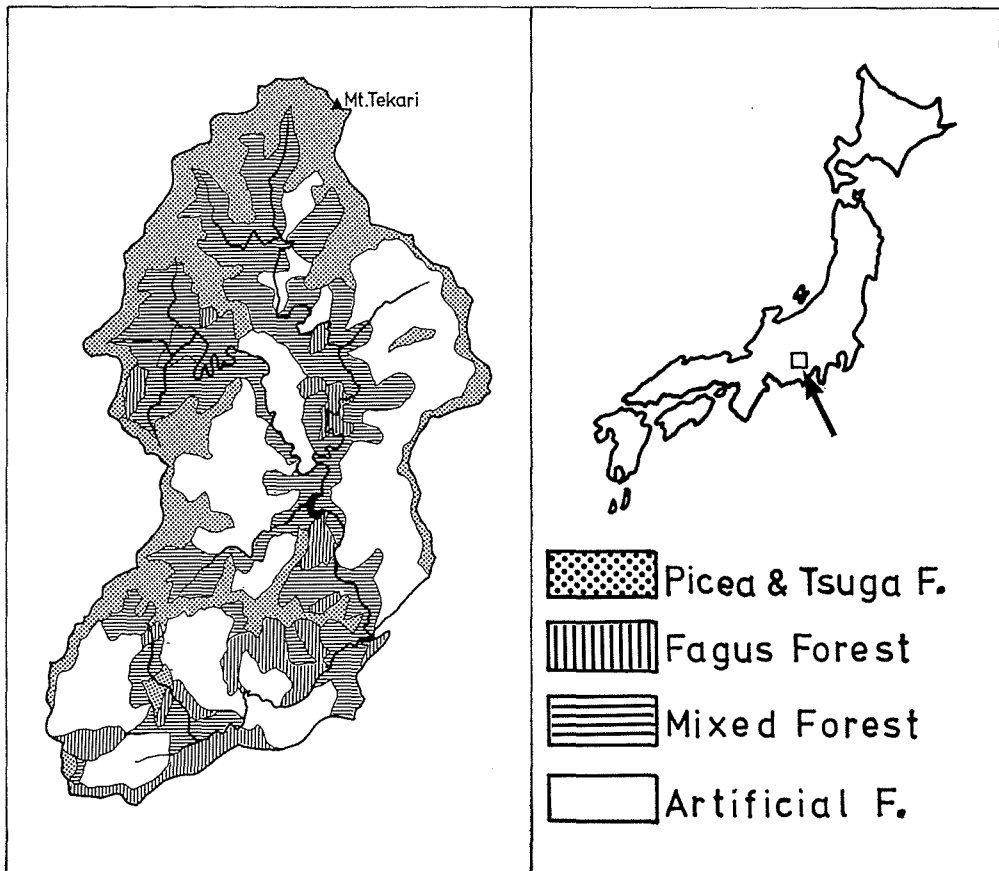 Mt.Tekari
Picea & Tsuga F.
Fagus Forest
Mixed Forest
Artificial F.